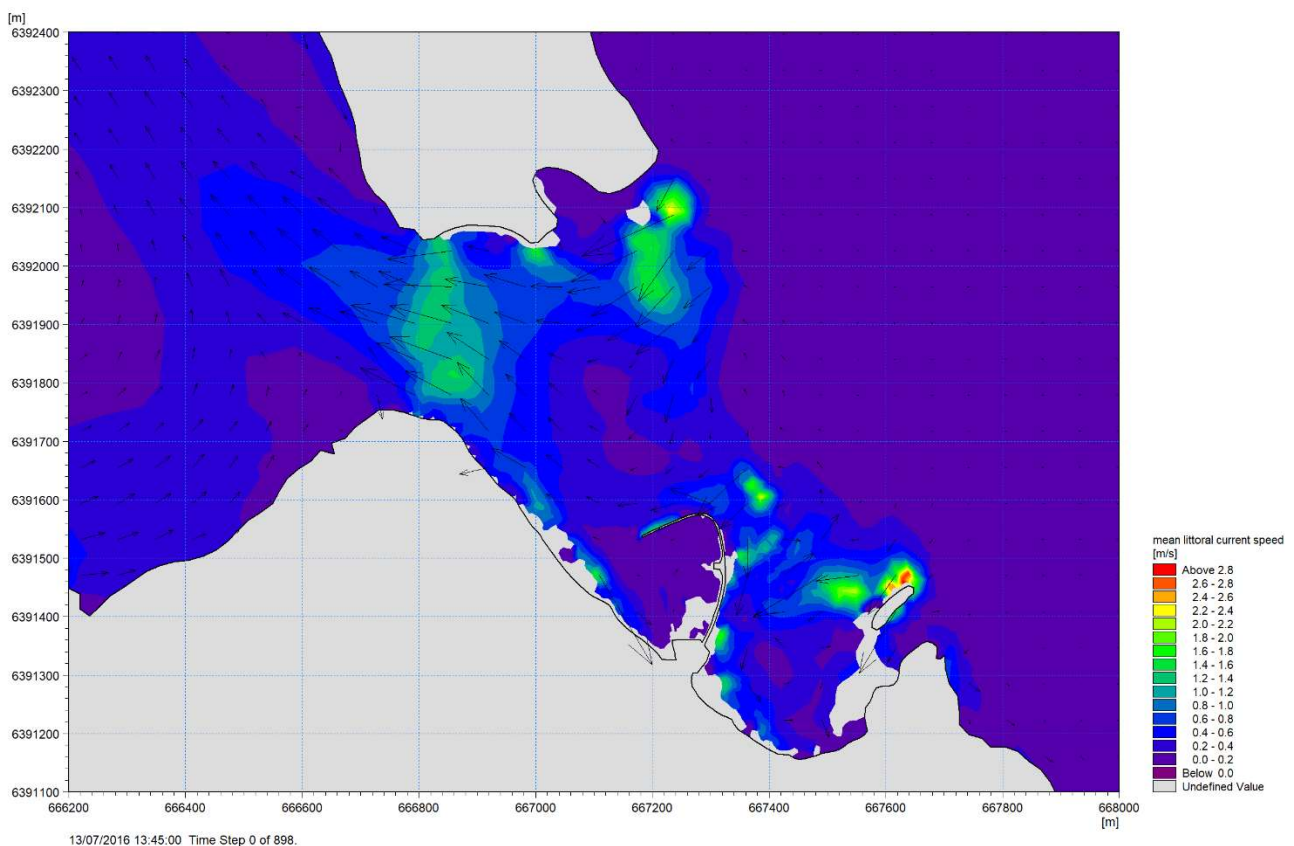 [m]
6392400
6392300
6392200
6392100
6392000
6391900
6391800
6391700
6391600
6391500
6391400
6391300
6391200
6391100
666200 666400 666600 666800 667000 667200 667400 667600 667800 668000
[m]
mean littoral current speed
[m/s]
Above 2.8
2.6 - 2.8
2.4 - 2.6
2.2 - 2.4
2.0 - 2.2
1.8 - 2.0
1.6 - 1.8
1.4 - 1.6
1.2 - 1.4
1.0 - 1.2
0.8 - 1.0
0.6 - 0.8
0.4 - 0.6
0.2 - 0.4
0.0 - 0.2
Below 0.0
Undefined Value
13/07/2016 13:45:00 Time Step 0 of 898.